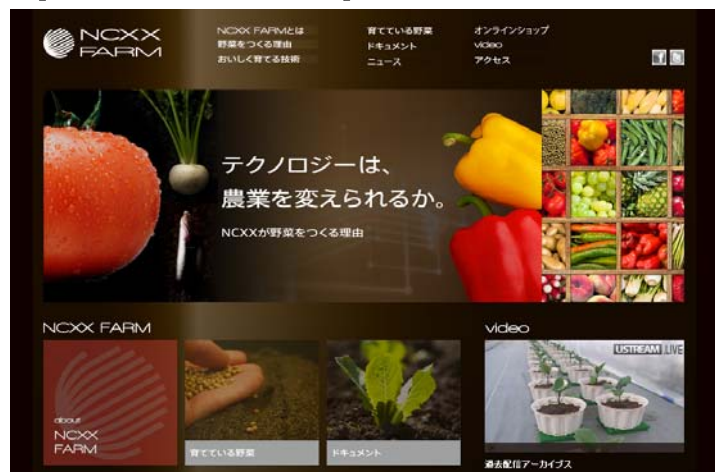 NCXX
FARM
NCXX FARMとは
野菜をつくる理由
おいしく育てる技術
育てている野菜
ドキュメント
ニュース
オンラインショップ
video
アクセス
テクノロジーは、
農業を変えられるか。
NCXXが野菜をつくる理由
NCXX FARM
video
about
NCXX
FARM
育てている野菜
ドキュメント
USTREAM LIVE
過去配信アーカイブス